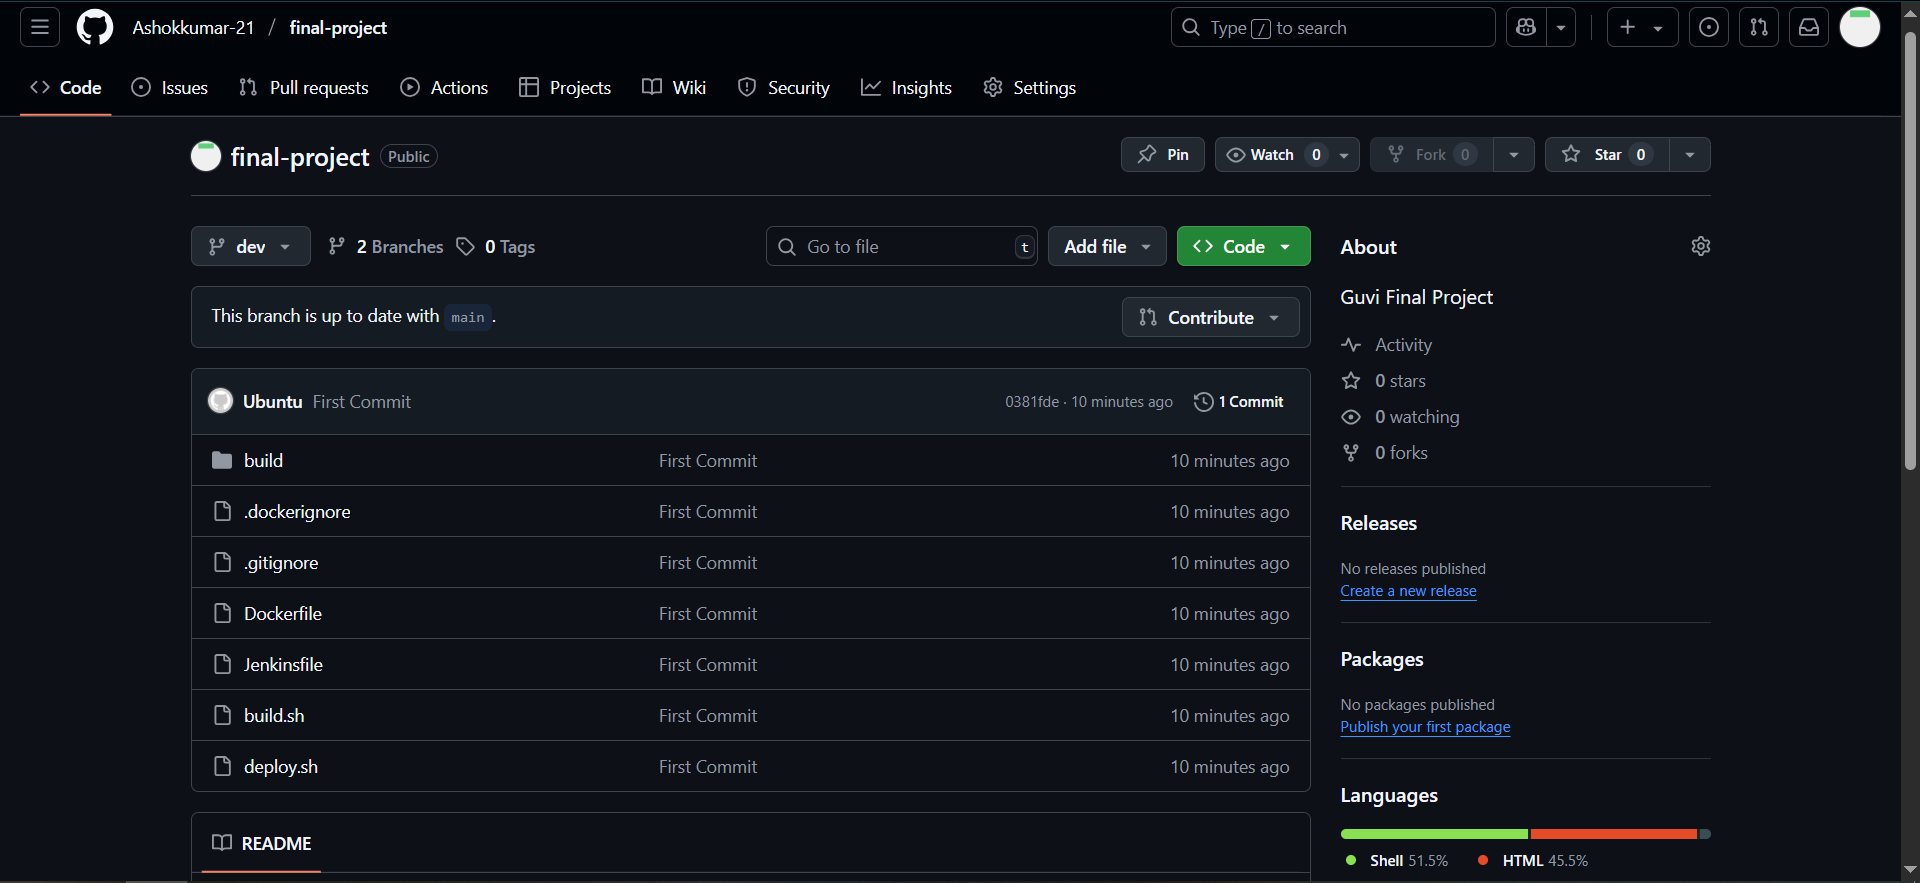 Ashokkumar-21 / final-project
Type / to search
Code Issues Pull requests Actions Projects Wiki Security Insights Settings
final-project Public
Pin Watch 0 Fork 0 Star 0
dev 2 Branches 0 Tags
Go to file t Add file Code
This branch is up to date with main .
Contribute
Ubuntu First Commit 0381fde · 10 minutes ago 1 Commit
build First Commit 10 minutes ago
.dockerignore First Commit 10 minutes ago
.gitignore First Commit 10 minutes ago
Dockerfile First Commit 10 minutes ago
Jenkinsfile First Commit 10 minutes ago
build.sh First Commit 10 minutes ago
deploy.sh First Commit 10 minutes ago
README
About
Guvi Final Project
Activity
0 stars
0 watching
0 forks
Releases
No releases published
Create a new release
Packages
No packages published
Publish your first package
Languages
Shell 51.5% HTML 45.5%